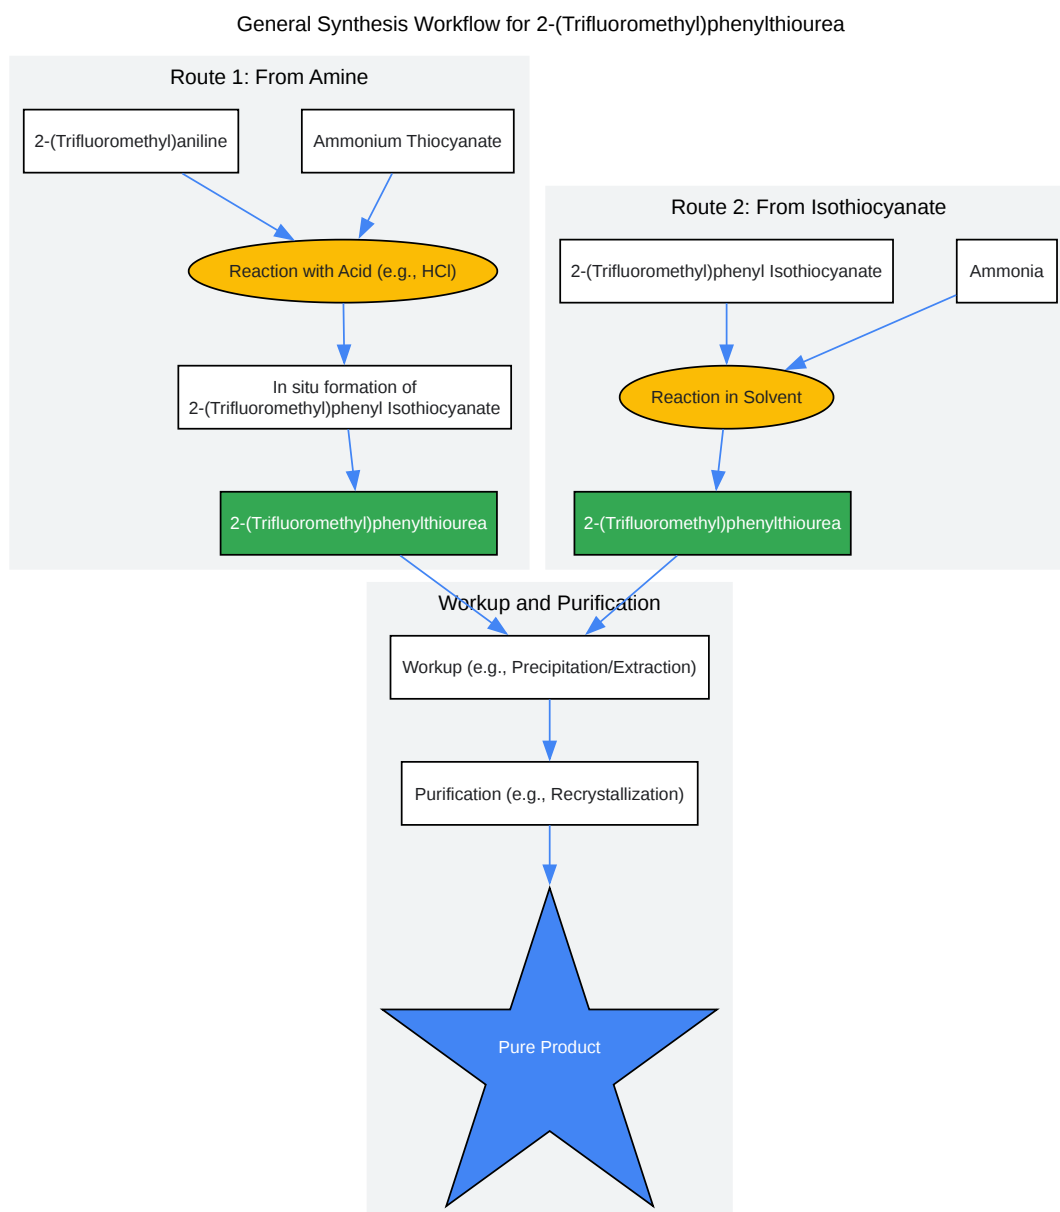 General Synthesis Workflow for 2-(Trifluoromethyl)phenylthiourea
Route 1: From Amine
2-(Trifluoromethyl)aniline
Ammonium Thiocyanate
Reaction with Acid (e.g., HCl)
In situ formation of
2-(Trifluoromethyl)phenyl Isothiocyanate
2-(Trifluoromethyl)phenylthiourea
Route 2: From Isothiocyanate
2-(Trifluoromethyl)phenyl Isothiocyanate
Ammonia
Reaction in Solvent
2-(Trifluoromethyl)phenylthiourea
Workup and Purification
Workup (e.g., Precipitation/Extraction)
Purification (e.g., Recrystallization)
Pure Product